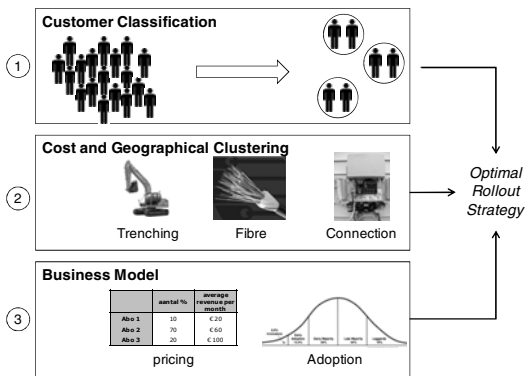 1
Customer Classification
2
Cost and Geographical Clustering
Trenching
Fibre
Connection
Optimal
Rollout
Strategy
3
Business Model
aantal %
average
revenue per
month
Abo 1
10
€ 20
Abo 2
70
€ 60
Abo 3
20
€ 100
pricing
Adoption